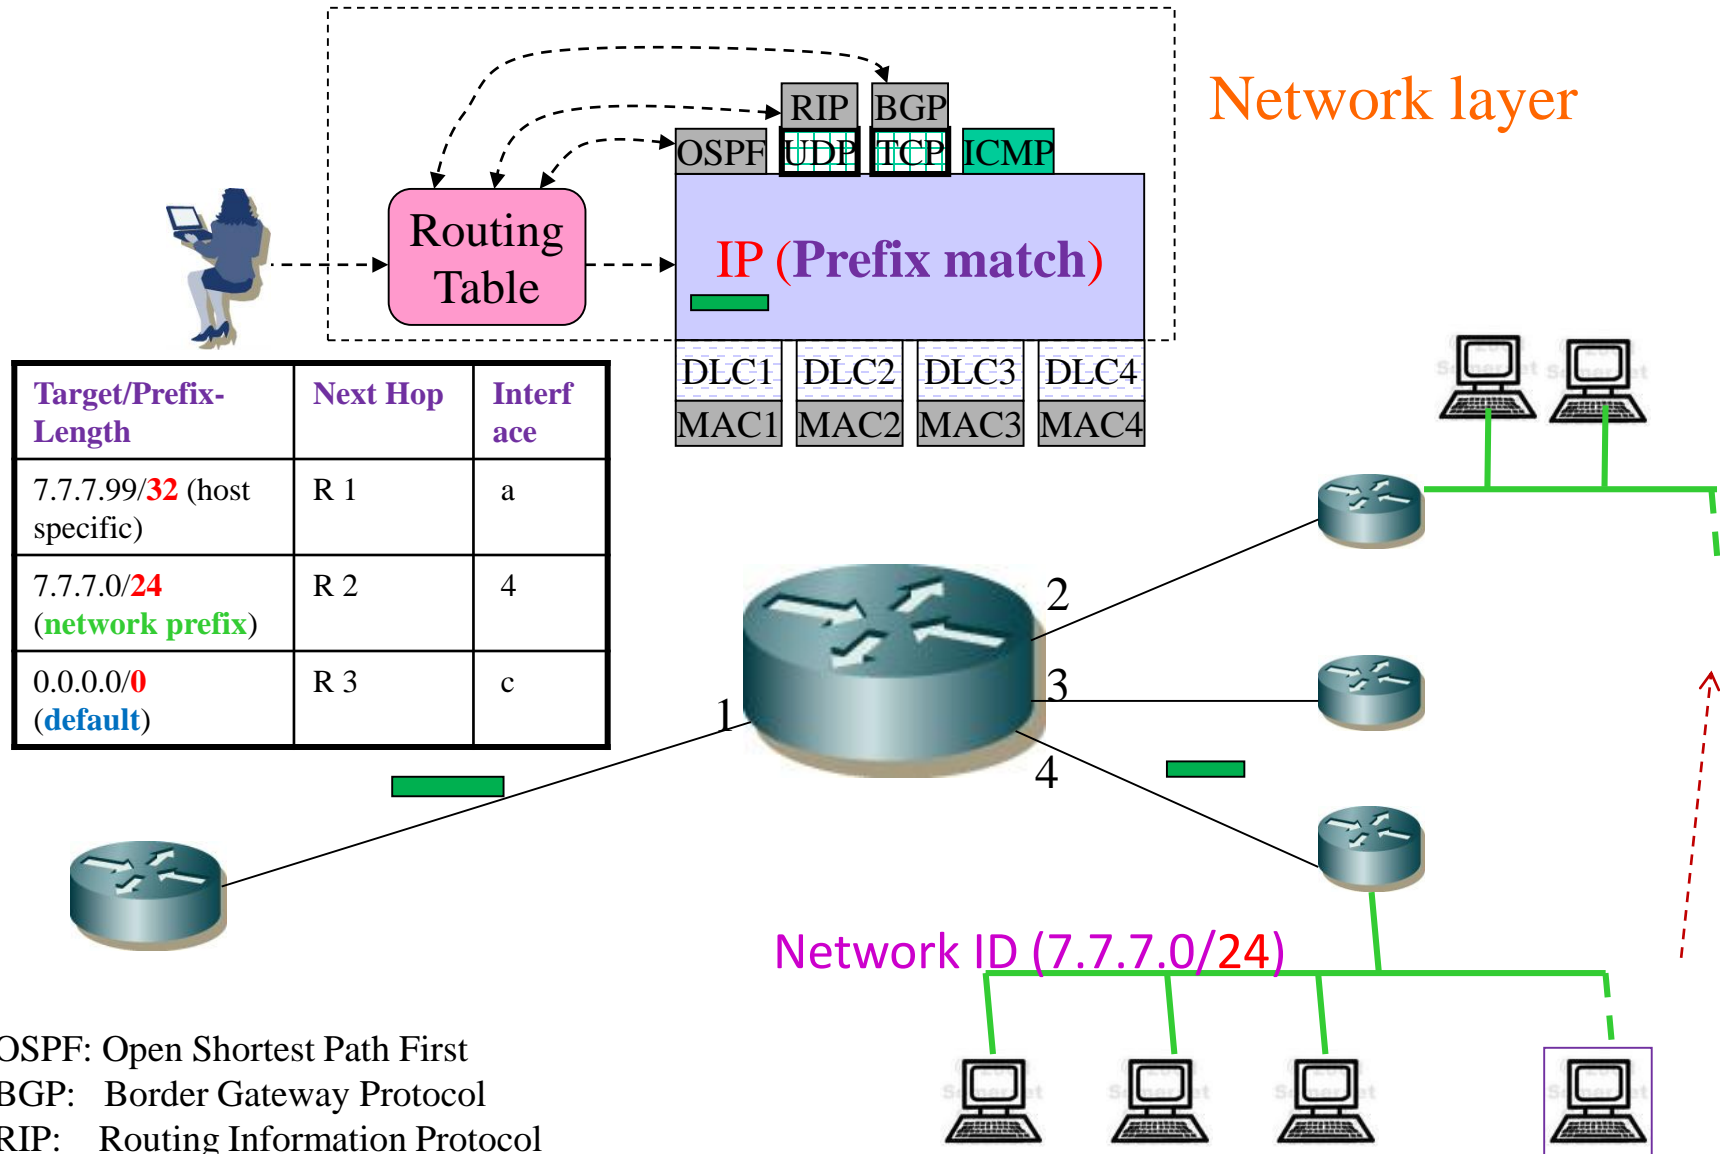 Network layer
RIP BGP
OSPF UDP TCP ICMP
Routing
Table
IP (Prefix match)
DLC1 DLC2 DLC3 DLC4
MAC1 MAC2 MAC3 MAC4
Target/Prefix-
Length
Next Hop
Interf
ace
7.7.7.99/32 (host
specific)
R 1
a
7.7.7.0/24
(network prefix)
R 2
4
0.0.0.0/0
(default)
R 3
c
1
2
3
4
Network ID (7.7.7.0/24)
OSPF: Open Shortest Path First
BGP: Border Gateway Protocol
RIP: Routing Information Protocol